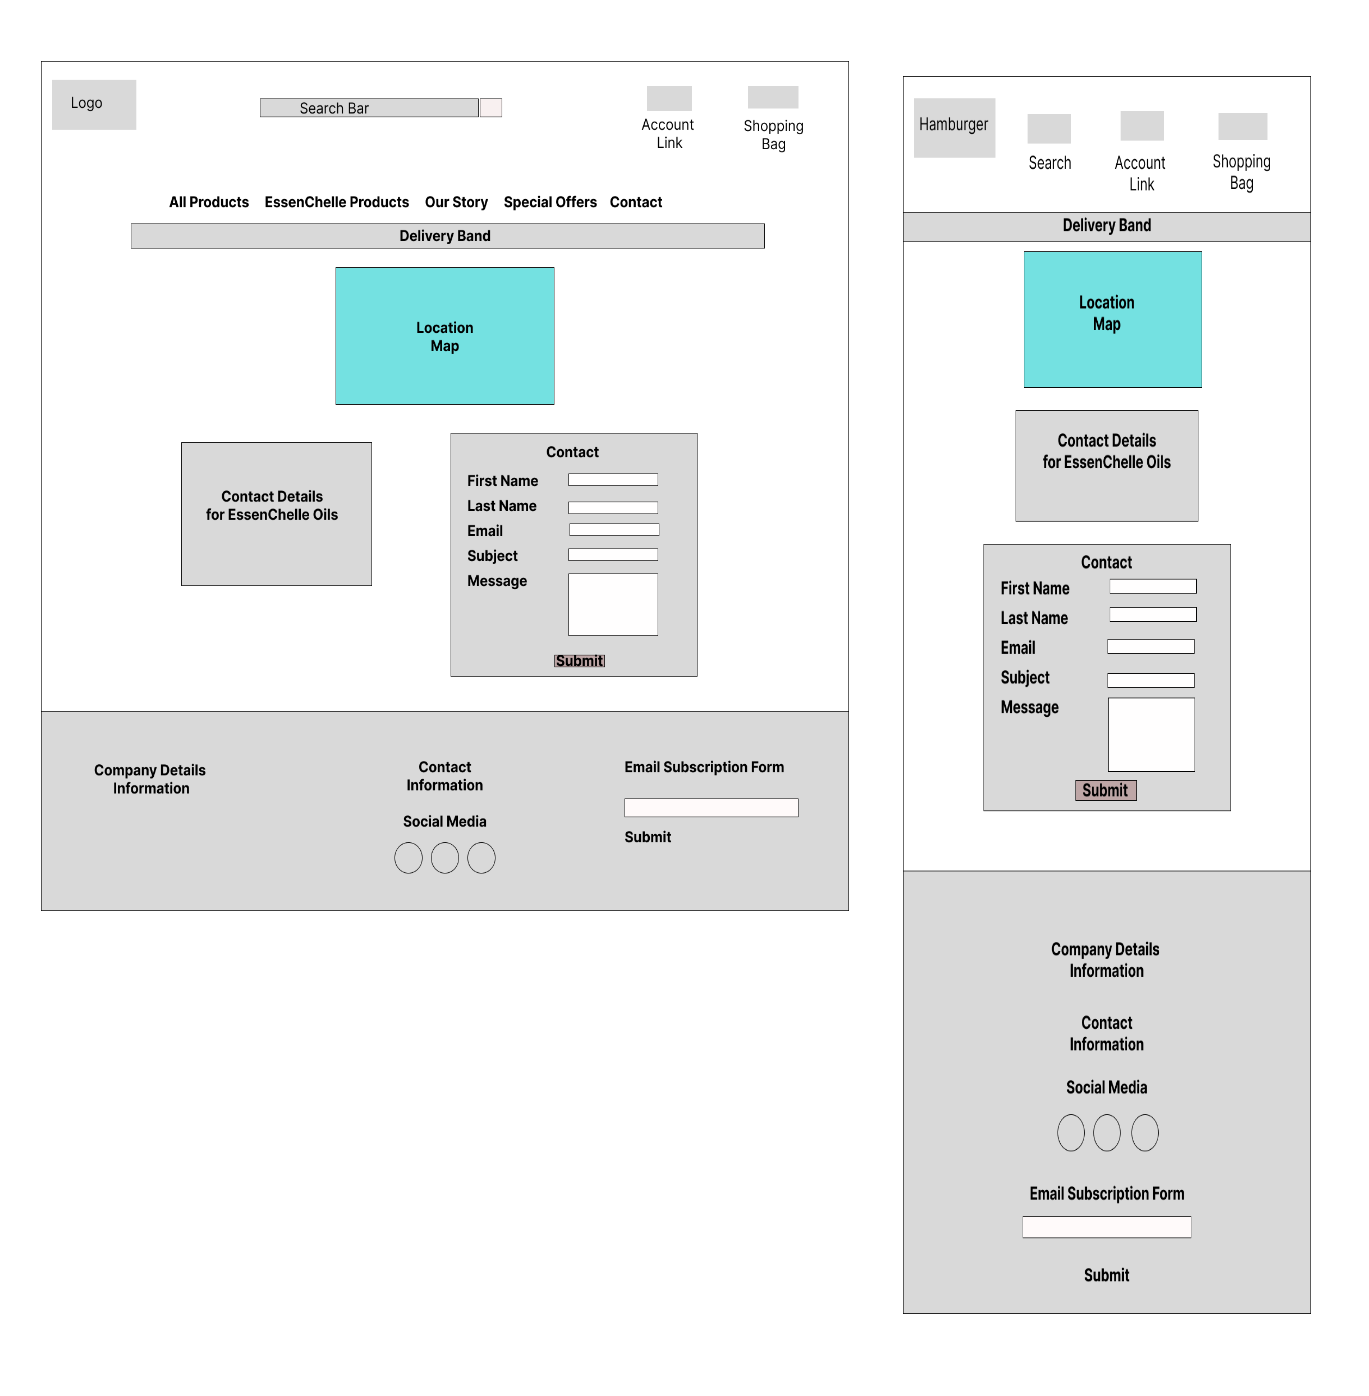 Logo
Search Bar
Account
Link
Shopping
Bag
All Products EssenChelle Products Our Story Special Offers Contact
Delivery Band
Location
Map
Contact Details
for EssenChelle Oils
Contact
First Name
Last Name
Email
Subject
Message
Submit
Company Details
Information
Contact
Information
Social Media
Email Subscription Form
Submit
Hamburger
Search
Account
Link
Shopping
Bag
Delivery Band
Location
Map
Contact Details
for EssenChelle Oils
Contact
First Name
Last Name
Email
Subject
Message
Submit
Company Details
Information
Contact
Information
Social Media
Email Subscription Form
Submit